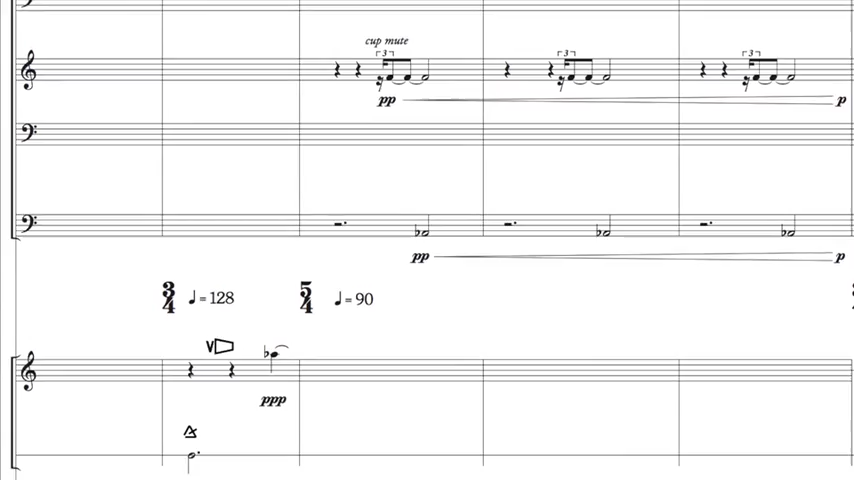 cup mute
3 3 3
pp p
pp p
3/4 ♩ = 128 5/4 ♩ = 90
V
ppp